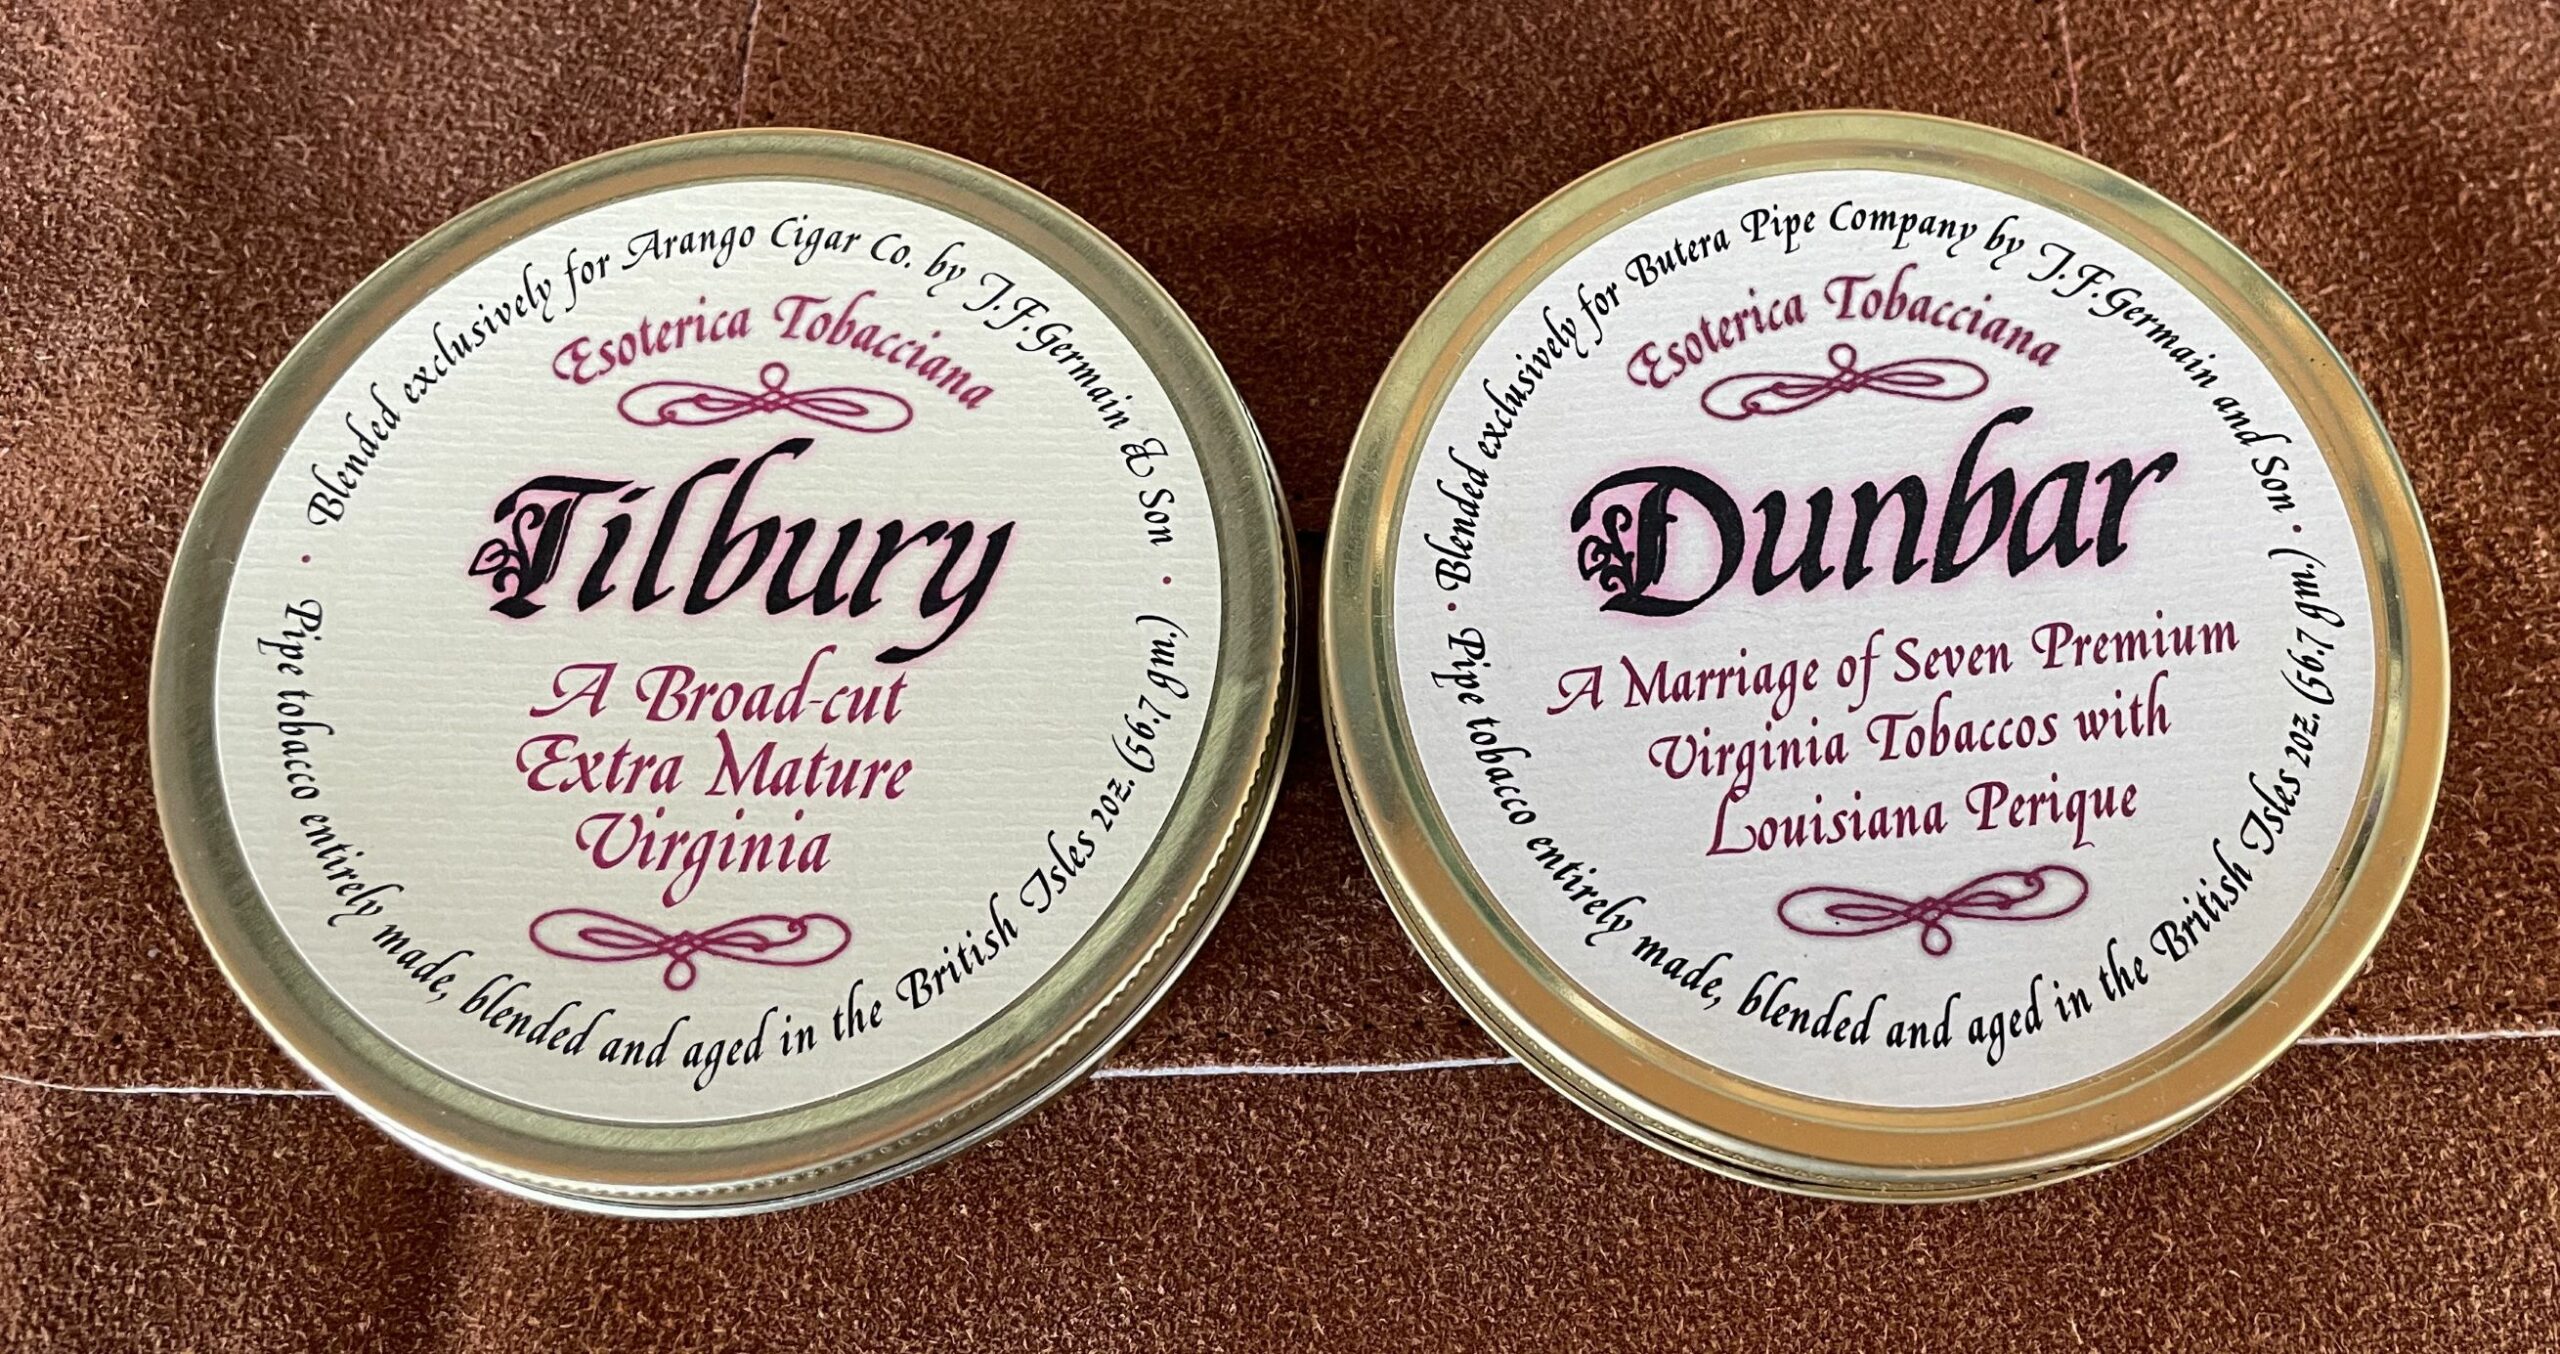 Blended exclusively for Arango Cigar Co. by J.F.Germain & Son
Esoterica Tobacciana
Tilbury
A Broad-cut
Extra Mature
Virginia
Pipe tobacco entirely made, blended and aged in the British Isles 2oz. (56.7 gm.)
Blended exclusively for Butera Pipe Company by J.F.Germain and Son
Esoterica Tobacciana
Dunbar
A Marriage of Seven Premium
Virginia Tobaccos with
Louisiana Perique
Pipe tobacco entirely made, blended and aged in the British Isles 2oz. (56.7 gm.)